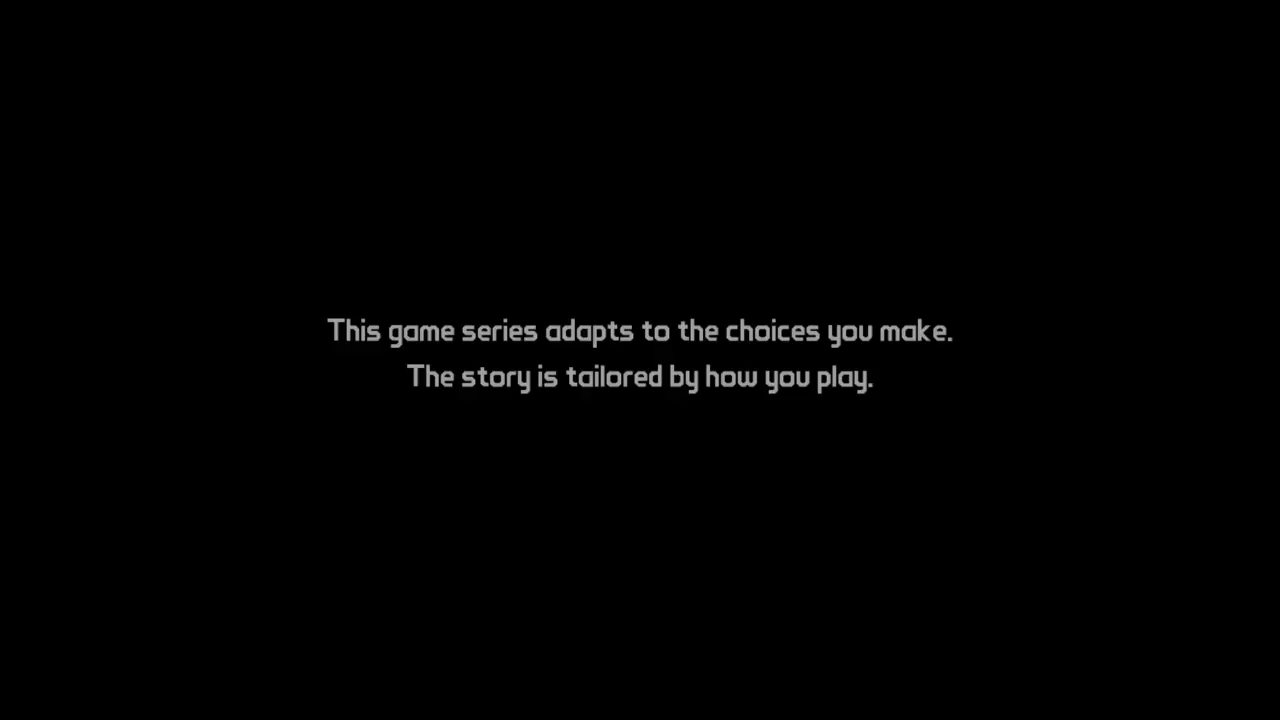 This game series adapts to the choices you make.
The story is tailored by how you play.